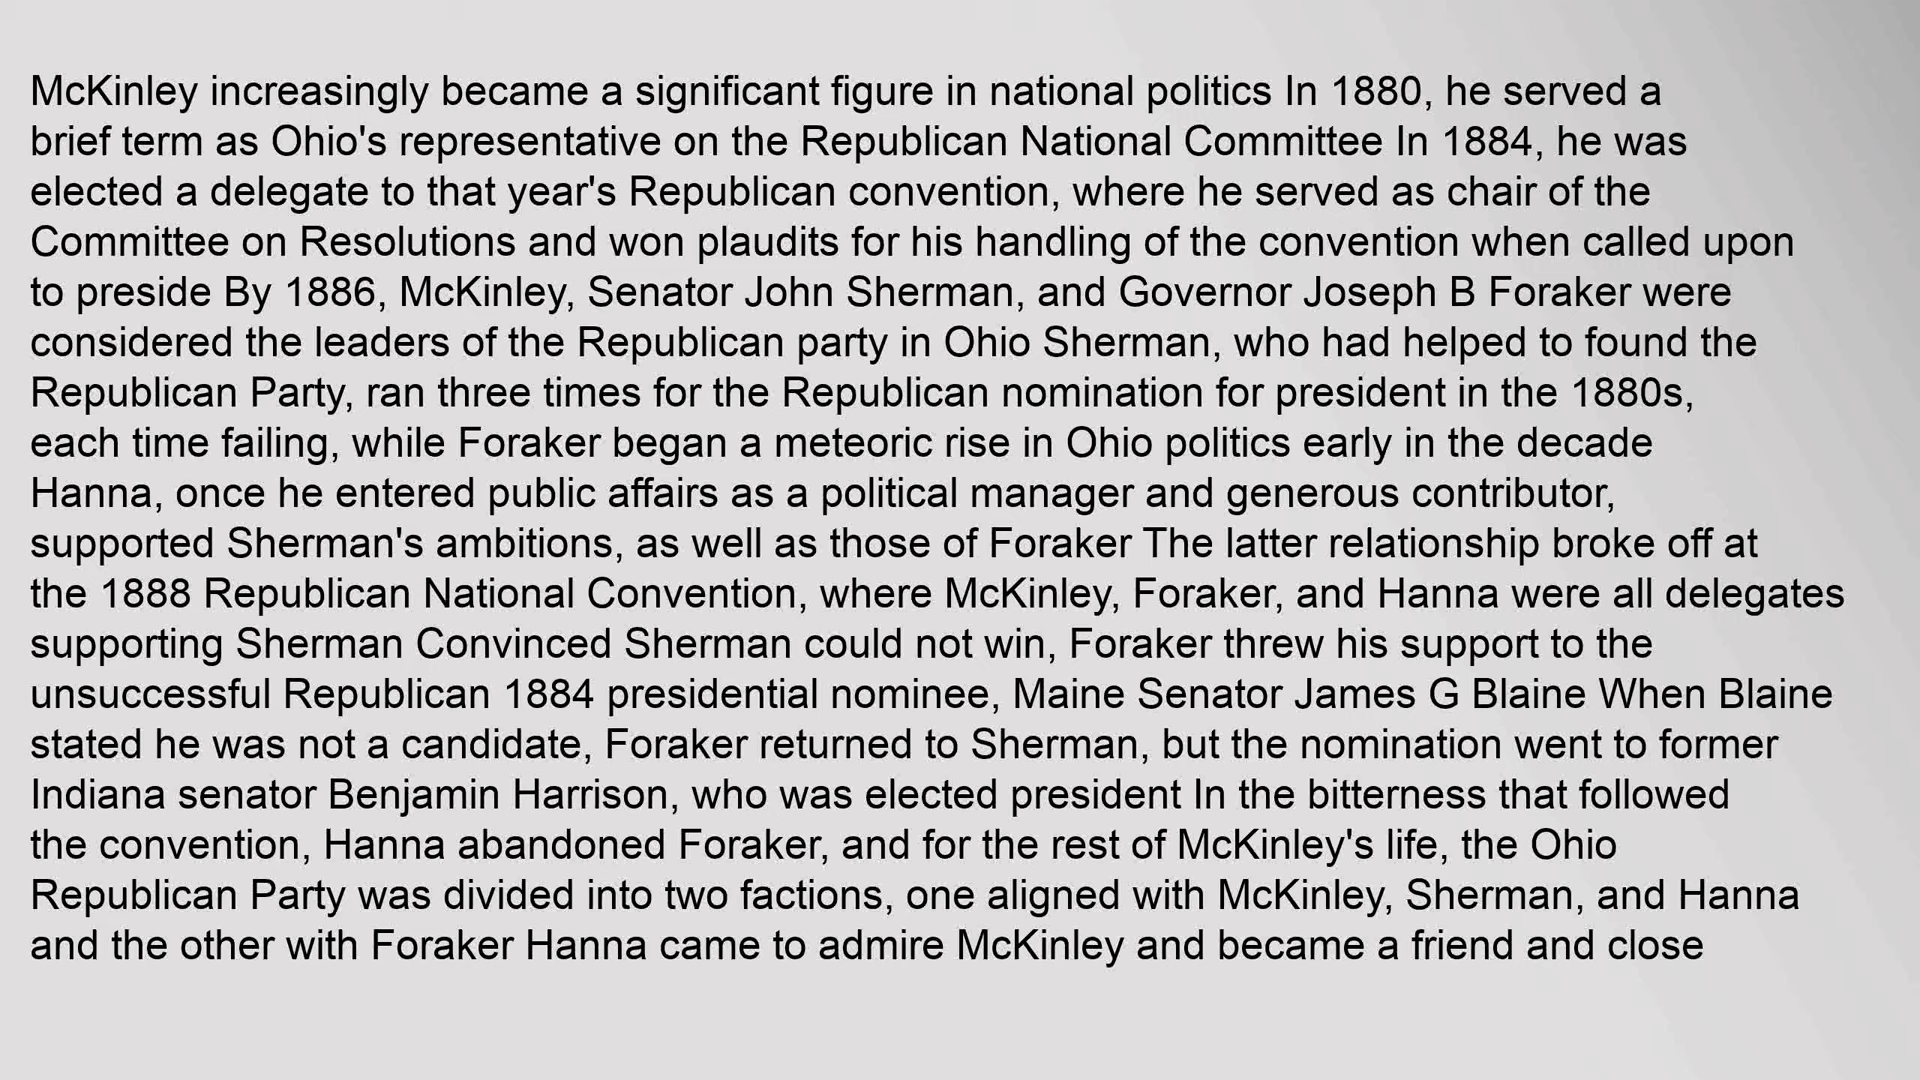 McKinley increasingly became a significant figure in national politics In 1880, he served a
brief term as Ohio's representative on the Republican National Committee In 1884, he was
elected a delegate to that year's Republican convention, where he served as chair of the
Committee on Resolutions and won plaudits for his handling of the convention when called upon
to preside By 1886, McKinley, Senator John Sherman, and Governor Joseph B Foraker were
considered the leaders of the Republican party in Ohio Sherman, who had helped to found the
Republican Party, ran three times for the Republican nomination for president in the 1880s,
each time failing, while Foraker began a meteoric rise in Ohio politics early in the decade
Hanna, once he entered public affairs as a political manager and generous contributor,
supported Sherman's ambitions, as well as those of Foraker The latter relationship broke off at
the 1888 Republican National Convention, where McKinley, Foraker, and Hanna were all delegates
supporting Sherman Convinced Sherman could not win, Foraker threw his support to the
unsuccessful Republican 1884 presidential nominee, Maine Senator James G Blaine When Blaine
stated he was not a candidate, Foraker returned to Sherman, but the nomination went to former
Indiana senator Benjamin Harrison, who was elected president In the bitterness that followed
the convention, Hanna abandoned Foraker, and for the rest of McKinley's life, the Ohio
Republican Party was divided into two factions, one aligned with McKinley, Sherman, and Hanna
and the other with Foraker Hanna came to admire McKinley and became a friend and close